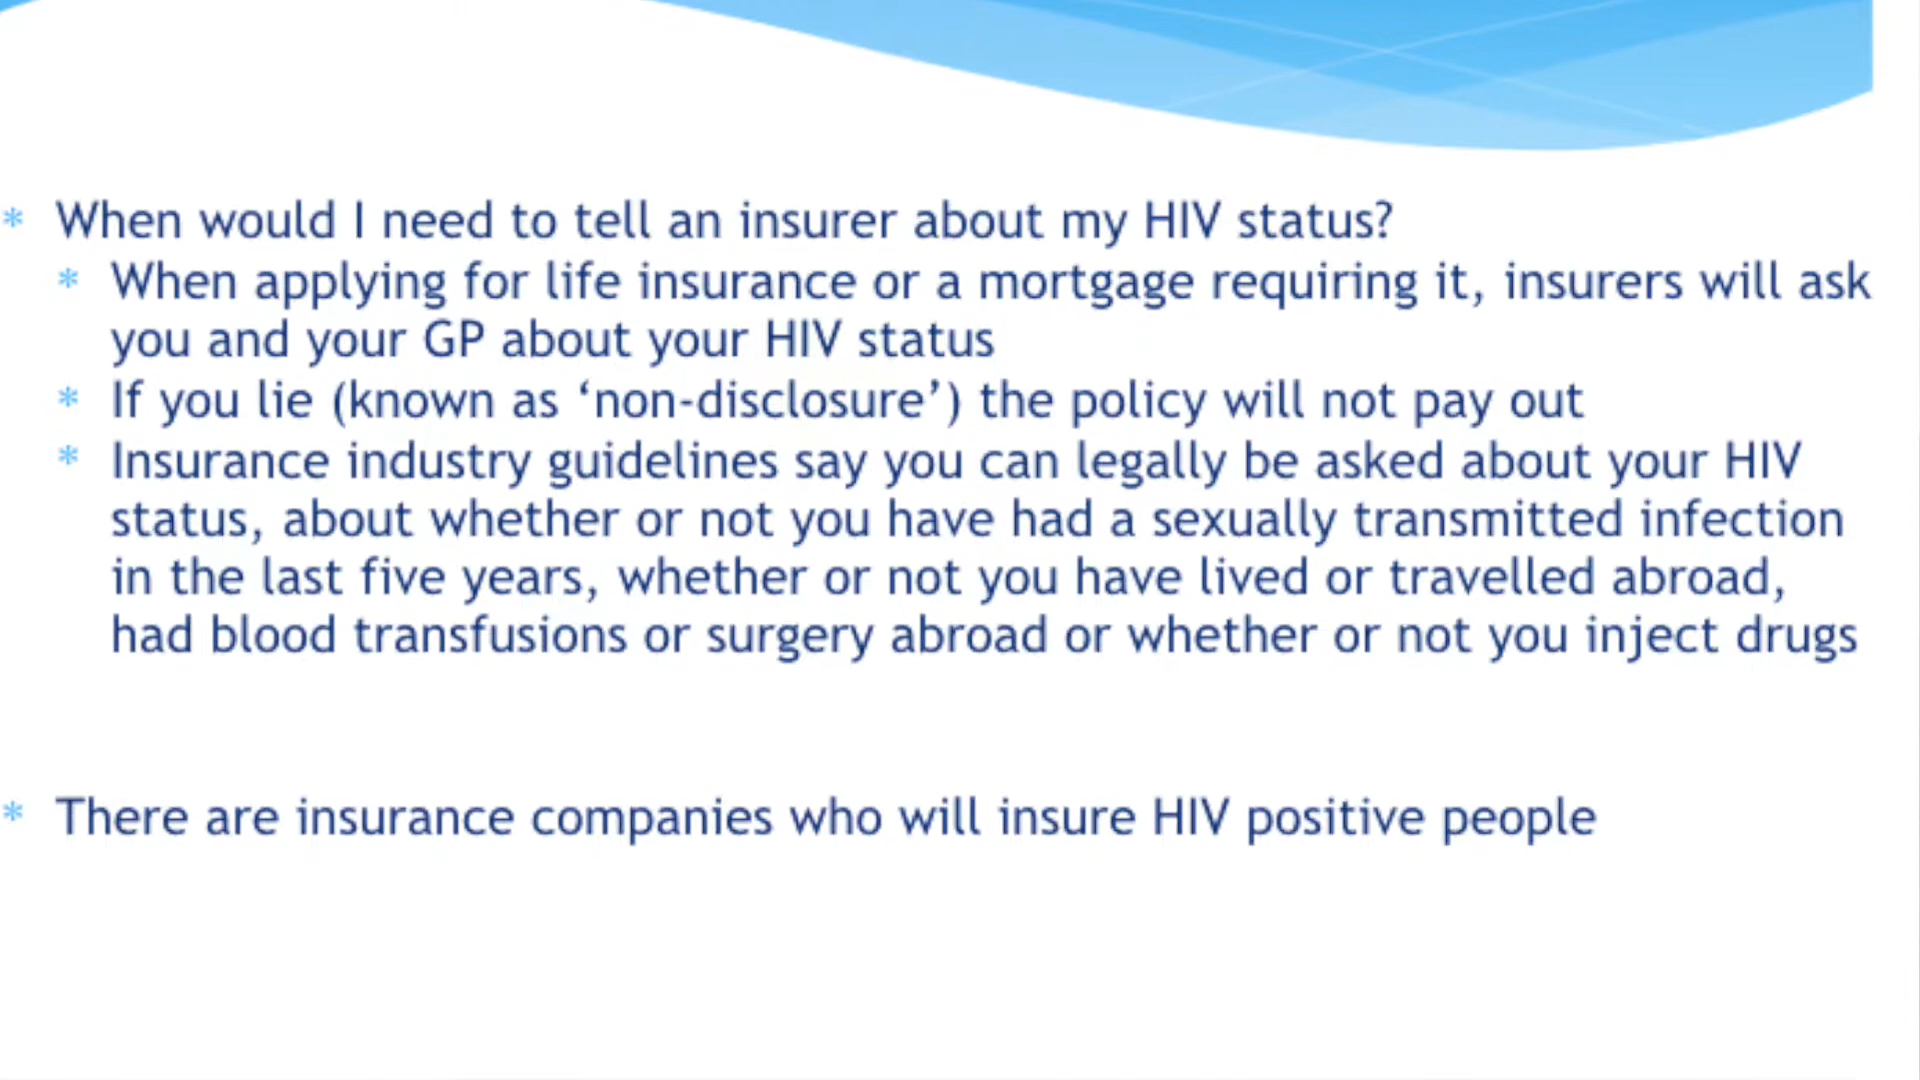 * When would I need to tell an insurer about my HIV status?
* When applying for life insurance or a mortgage requiring it, insurers will ask
you and your GP about your HIV status
* If you lie (known as ‘non-disclosure’) the policy will not pay out
* Insurance industry guidelines say you can legally be asked about your HIV
status, about whether or not you have had a sexually transmitted infection
in the last five years, whether or not you have lived or travelled abroad,
had blood transfusions or surgery abroad or whether or not you inject drugs
* There are insurance companies who will insure HIV positive people